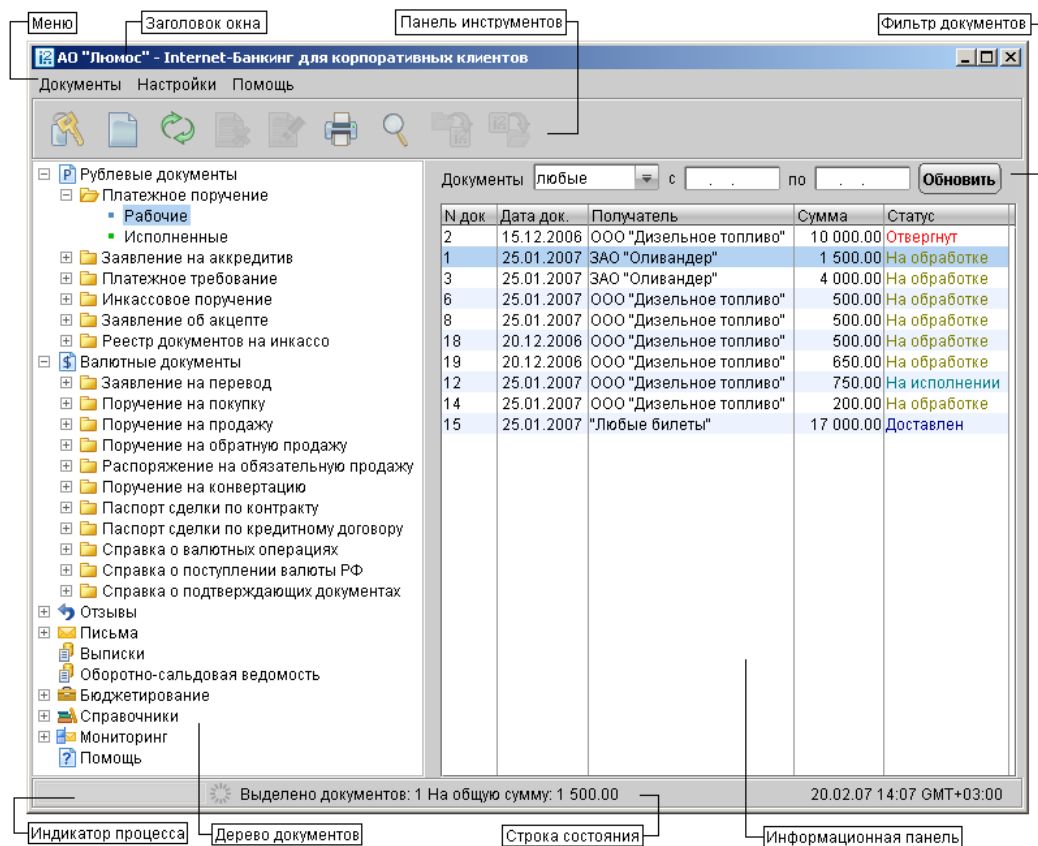 Меню
Заголовок окна
Панель инструментов
Фильтр документов
АО "Люмос" - Internet-Банкинг для корпоративных клиентов
Документы Настройки Помощь
Рублевые документы
Платежное поручение
Рабочие
Исполненные
Заявление на аккредитив
Платежное требование
Инкассовое поручение
Заявление об акцепте
Реестр документов на инкассо
Валютные документы
Заявление на перевод
Поручение на покупку
Поручение на продажу
Поручение на обратную продажу
Распоряжение на обязательную продажу
Поручение на конвертацию
Паспорт сделки по контракту
Паспорт сделки по кредитному договору
Справка о валютных операциях
Справка о поступлении валюты РФ
Справка о подтверждающих документах
Отзывы
Письма
Выписки
Оборотно-сальдовая ведомость
Бюджетирование
Справочники
Мониторинг
Помощь
Документы любые с . . по . . Обновить
N док Дата док. Получатель Сумма Статус
2 15.12.2006 ООО "Дизельное топливо" 10 000.00 Отвергнут
1 25.01.2007 ЗАО "Оливандер" 1 500.00 На обработке
3 25.01.2007 ЗАО "Оливандер" 4 000.00 На обработке
6 25.01.2007 ООО "Дизельное топливо" 500.00 На обработке
8 25.01.2007 ООО "Дизельное топливо" 500.00 На обработке
18 20.12.2006 ООО "Дизельное топливо" 500.00 На обработке
19 20.12.2006 ООО "Дизельное топливо" 650.00 На обработке
12 25.01.2007 ООО "Дизельное топливо" 750.00 На исполнении
14 25.01.2007 ООО "Дизельное топливо" 200.00 На обработке
15 25.01.2007 "Любые билеты" 17 000.00 Доставлен
Выделено документов: 1 На общую сумму: 1 500.00
20.02.07 14:07 GMT+03:00
Индикатор процесса
Дерево документов
Строка состояния
Информационная панель